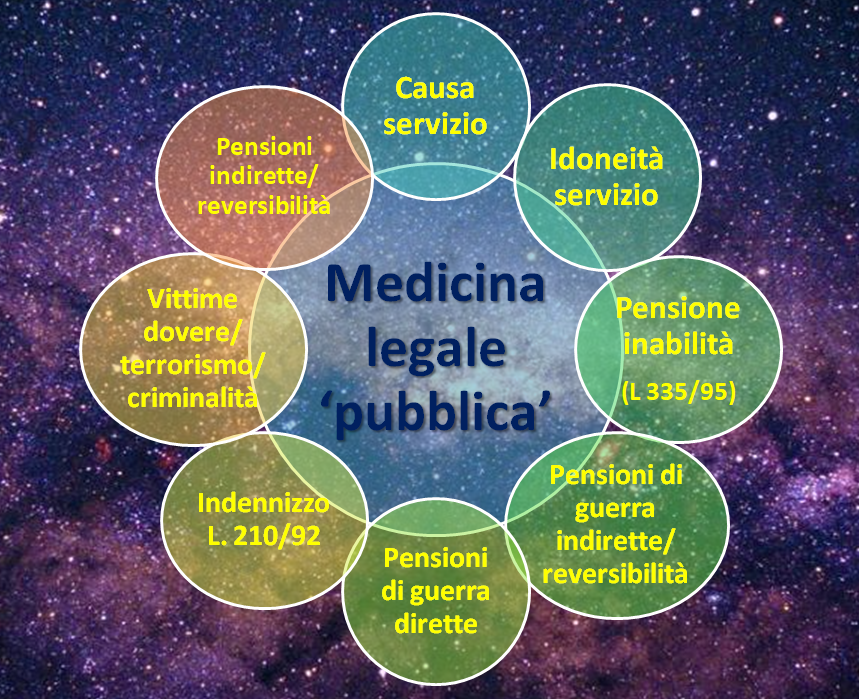 Causa
servizio
Idoneità
servizio
Pensione
inabilità
(L 335/95)
Pensioni di
guerra
indirette/
reversibilità
Pensioni
di guerra
dirette
Indennizzo
L. 210/92
Vittime
dovere/
terrorismo/
criminalità
Pensioni
indirette/
reversibilità
Medicina
legale
‘pubblica’